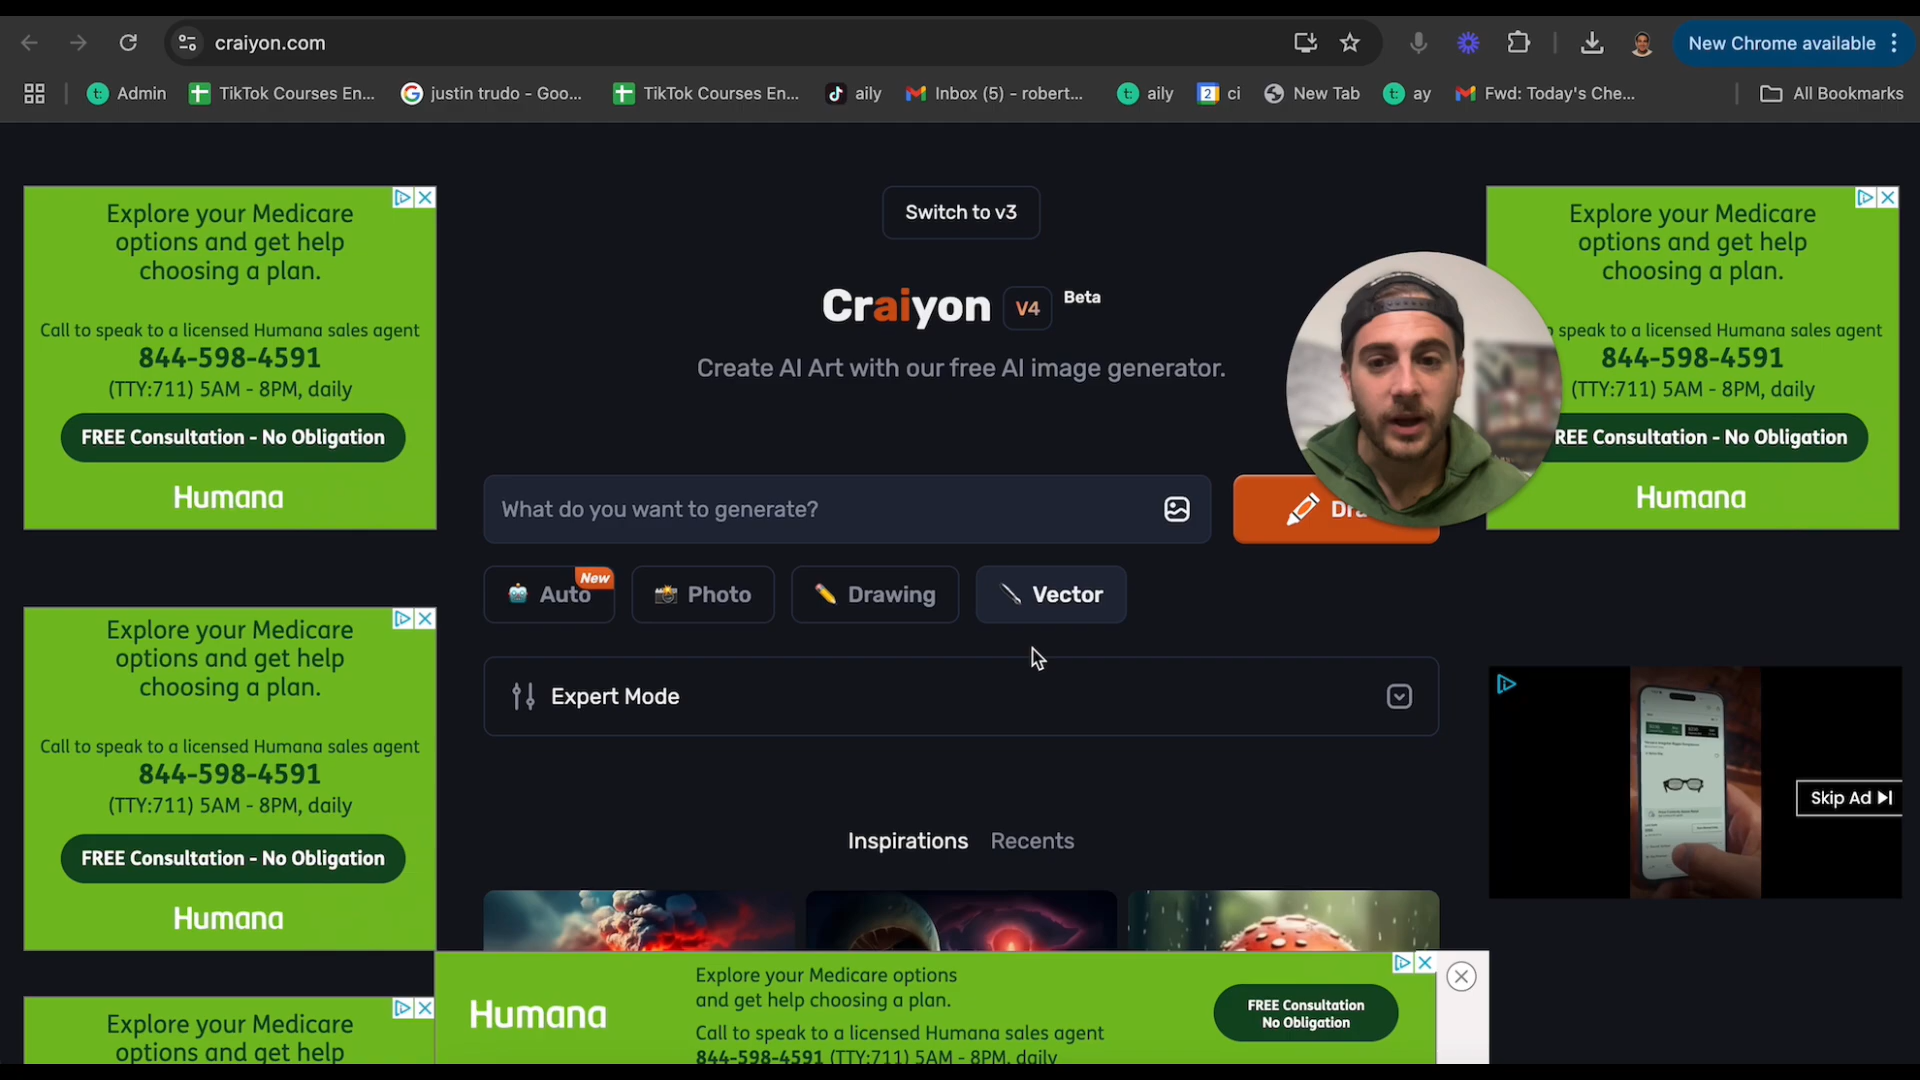 craiyon.com
New Chrome available
Admin
TikTok Courses En...
justin trudo - Goo...
TikTok Courses En...
aily
Inbox (5) - robert...
aily
2
ci
New Tab
ay
Fwd: Today's Che...
All Bookmarks
Explore your Medicare
options and get help
choosing a plan.
Call to speak to a licensed Humana sales agent
844-598-4591
(TTY:711) 5AM - 8PM, daily
FREE Consultation - No Obligation
Humana
Explore your Medicare
options and get help
choosing a plan.
Call to speak to a licensed Humana sales agent
844-598-4591
(TTY:711) 5AM - 8PM, daily
FREE Consultation - No Obligation
Humana
Explore your Medicare
options and get help
Switch to v3
Craiyon V4 Beta
Create AI Art with our free AI image generator.
What do you want to generate?
Dra
Auto New
Photo
Drawing
Vector
Expert Mode
Inspirations Recents
Explore your Medicare
options and get help
choosing a plan.
speak to a licensed Humana sales agent
844-598-4591
(TTY:711) 5AM - 8PM, daily
REE Consultation - No Obligation
Humana
Skip Ad
Humana
Explore your Medicare options
and get help choosing a plan.
Call to speak to a licensed Humana sales agent
844-598-4591 (TTY:711) 5AM - 8PM, daily
FREE Consultation
No Obligation